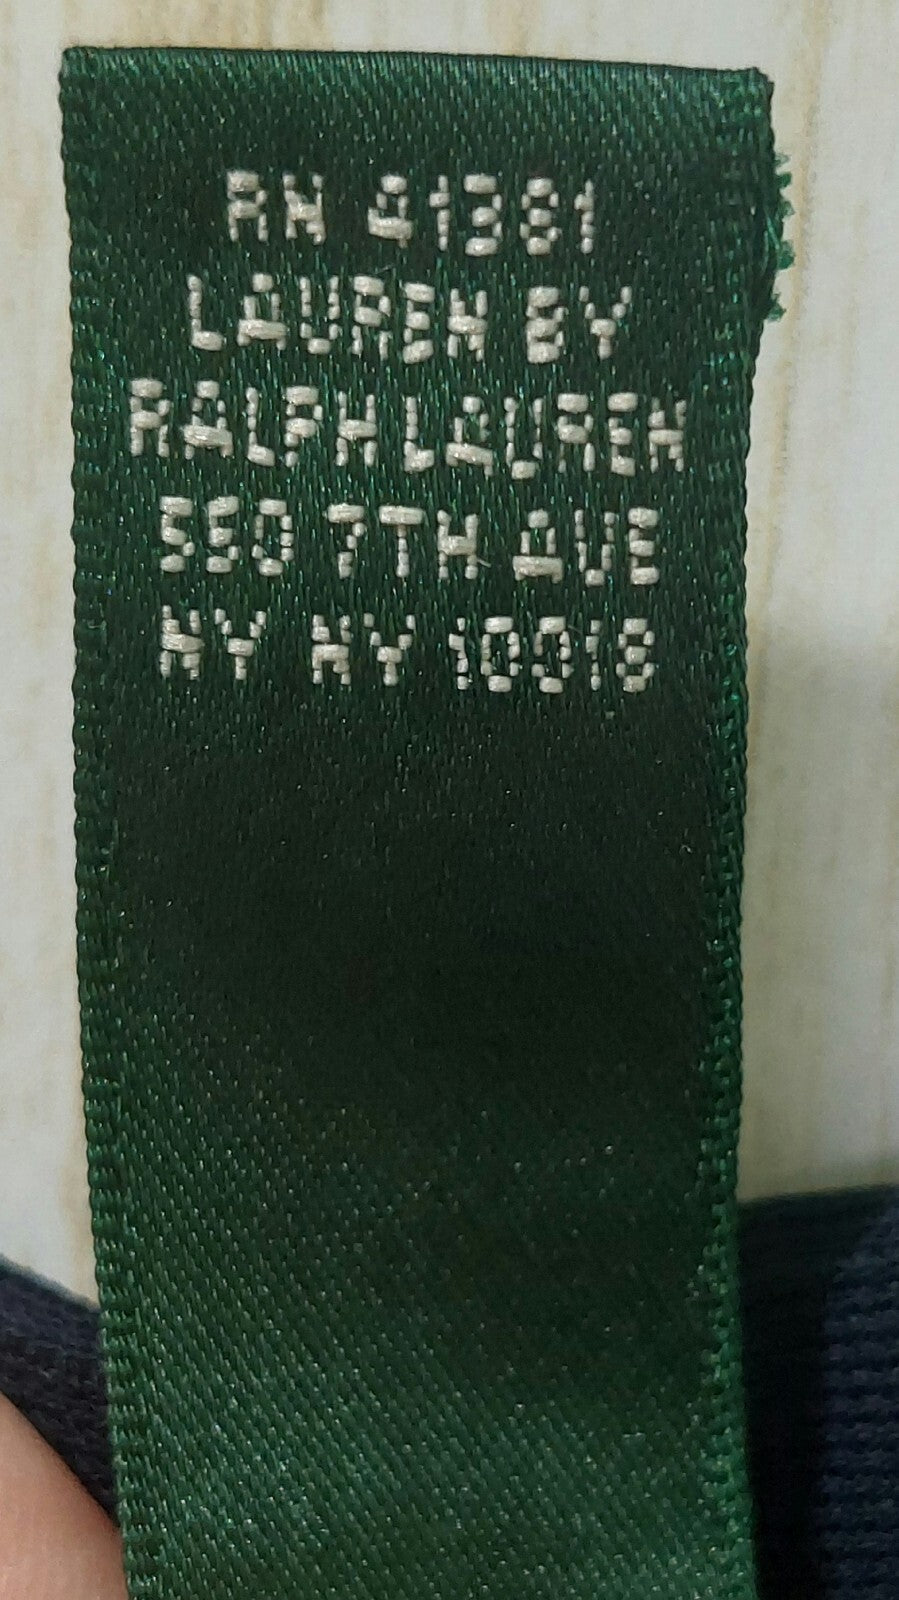 RN 41381
LAUREN BY
RALPH LAUREN
550 7TH AVE
NY NY 10018